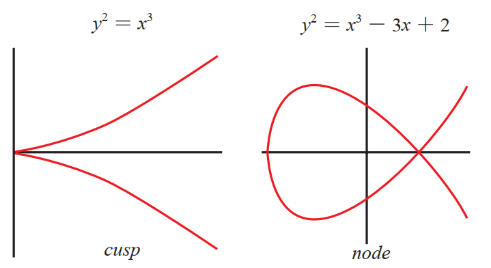 y² = x³
y² = x³ − 3x + 2
cusp
node